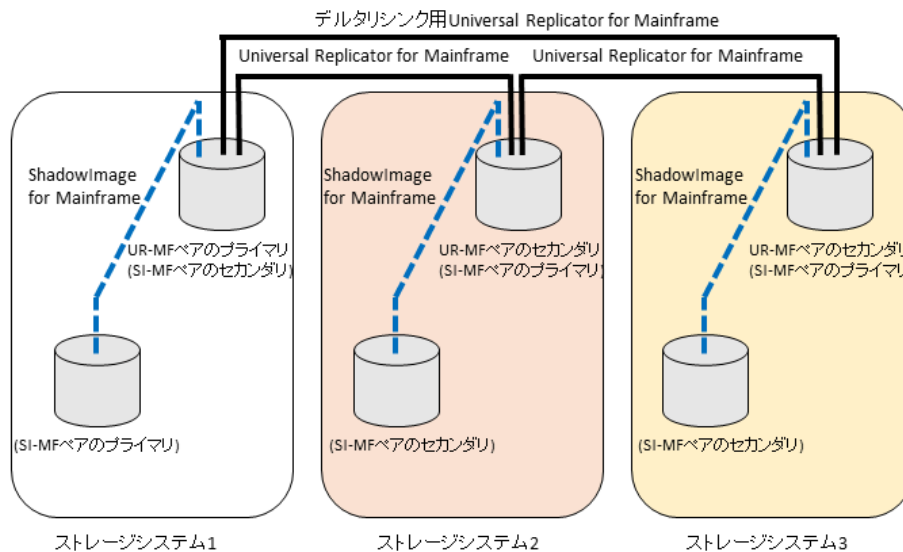 デルタリシンク用Universal Replicator for Mainframe
Universal Replicator for Mainframe
Universal Replicator for Mainframe
ShadowImage
for Mainframe
UR-MFペアのプライマリ
(SI-MFペアのセカンダリ)
(SI-MFペアのプライマリ)
ストレージシステム1
ShadowImage
for Mainframe
UR-MFペアのセカンダリ
(SI-MFペアのプライマリ)
(SI-MFペアのセカンダリ)
ストレージシステム2
ShadowImage
for Mainframe
UR-MFペアのセカンダリ
(SI-MFペアのプライマリ
(SI-MFペアのセカンダリ)
ストレージシステム3